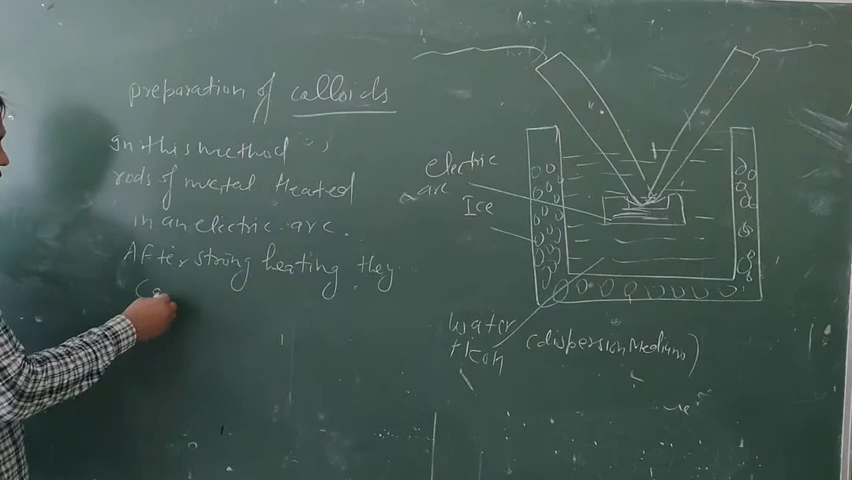 preparation of colloids
In this method
rods of metal Heated
in an electric arc.
After strong heating they
electric
arc
Ice
water
(dispersion Medium)